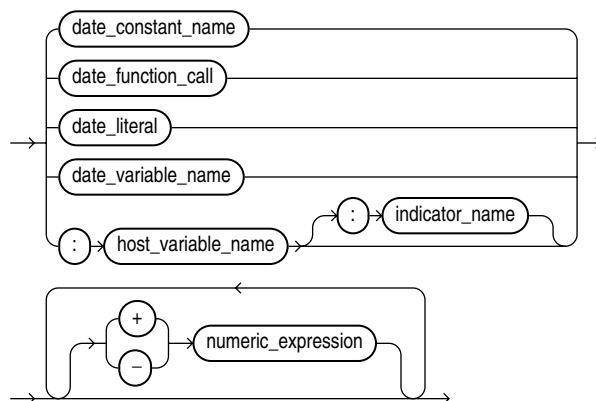 date_constant_name
date_function_call
date_literal
date_variable_name
: indicator_name
: host_variable_name
+
numeric_expression
−